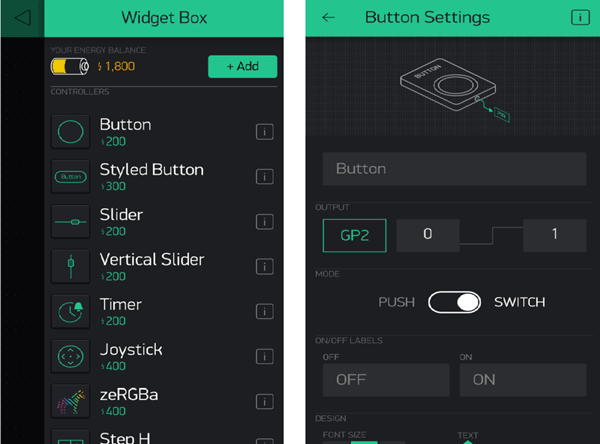 Widget Box
YOUR ENERGY BALANCE
1,800
+ Add
CONTROLLERS
Button
200
i
Styled Button
300
i
Button
Slider
200
i
Vertical Slider
200
i
Timer
200
i
Joystick
400
i
zeRGBa
400
i
Step H
Button Settings
i
BUTTON
PIN
Button
OUTPUT
GP2
0
1
MODE
PUSH
SWITCH
ON/OFF LABELS
OFF
ON
OFF
ON
DESIGN
FONT SIZE
TEXT